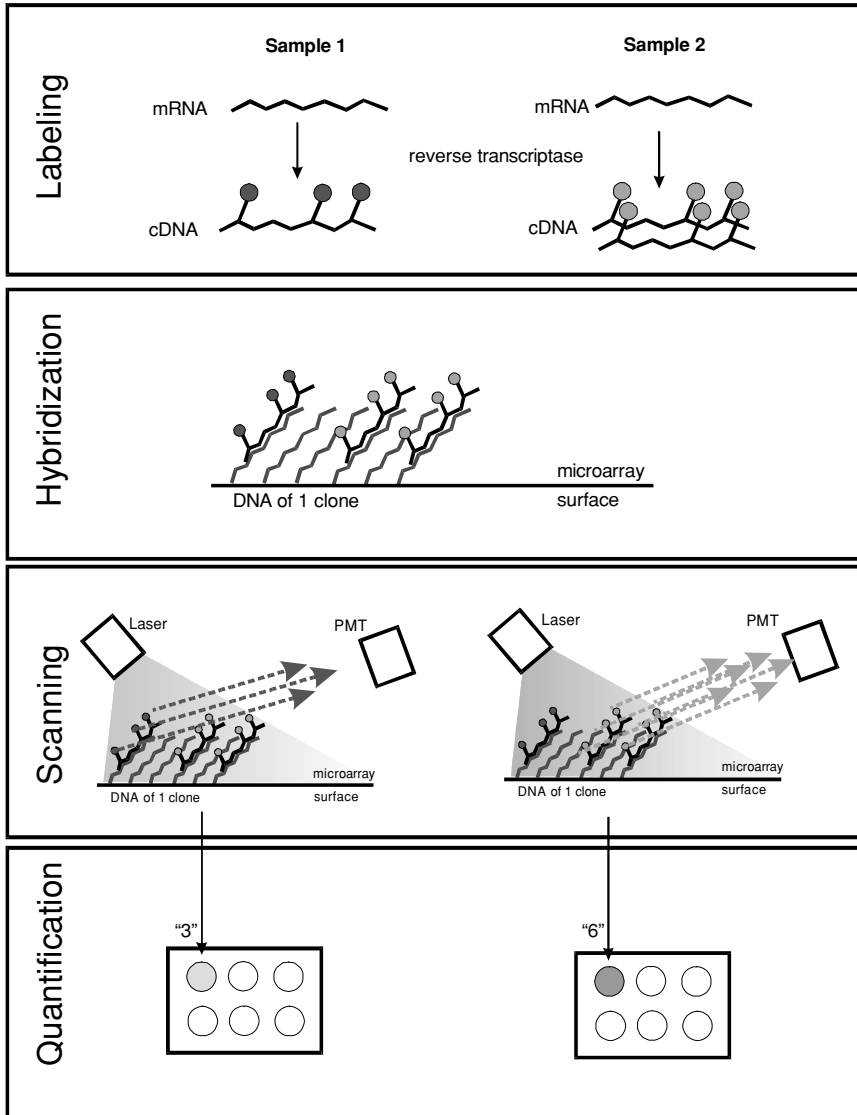 Labeling
Sample 1
Sample 2
mRNA
mRNA
reverse transcriptase
cDNA
cDNA
Hybridization
microarray
DNA of 1 clone
surface
Scanning
Laser
PMT
Laser
PMT
microarray
DNA of 1 clone
surface
microarray
DNA of 1 clone
surface
Quantification
“3”
“6”